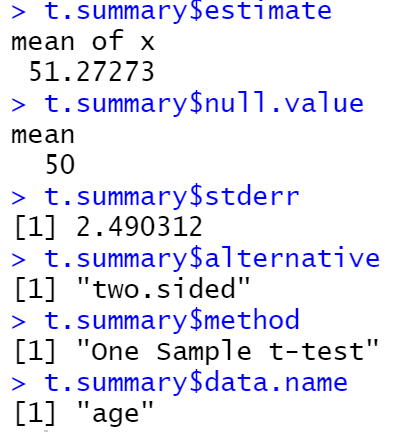 > t.summary$estimate
mean of x
 51.27273
> t.summary$null.value
mean
  50
> t.summary$stderr
[1] 2.490312
> t.summary$alternative
[1] "two.sided"
> t.summary$method
[1] "One Sample t-test"
> t.summary$data.name
[1] "age"